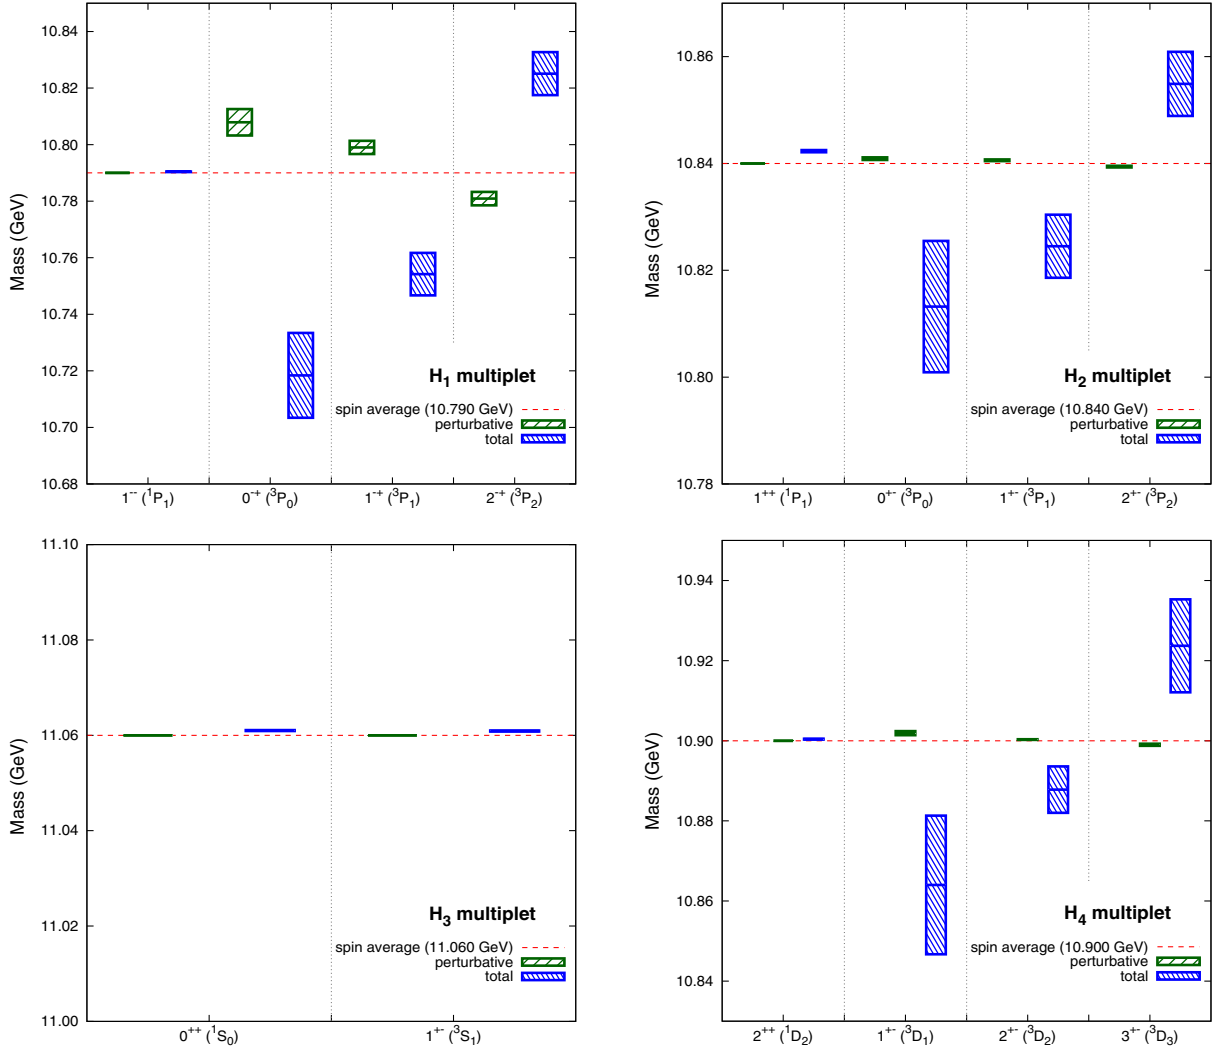 10.84
10.82
10.80
10.78
10.76
10.74
10.72
10.70
10.68
Mass (GeV)
H₁ multiplet
spin average (10.790 GeV)
perturbative
total
1⁻⁻ (¹P₁)
0⁻⁺ (³P₀)
1⁻⁺ (³P₁)
2⁻⁺ (³P₂)
10.86
10.84
10.82
10.80
10.78
Mass (GeV)
H₂ multiplet
spin average (10.840 GeV)
perturbative
total
1⁺⁺ (¹P₁)
0⁺⁻ (³P₀)
1⁺⁻ (³P₁)
2⁺⁻ (³P₂)
11.10
11.08
11.06
11.04
11.02
11.00
Mass (GeV)
H₃ multiplet
spin average (11.060 GeV)
perturbative
total
0⁺⁺ (¹S₀)
1⁺⁻ (³S₁)
10.94
10.92
10.90
10.88
10.86
10.84
Mass (GeV)
H₄ multiplet
spin average (10.900 GeV)
perturbative
total
2⁺⁺ (¹D₂)
1⁺⁻ (³D₁)
2⁺⁻ (³D₂)
3⁺⁻ (³D₃)